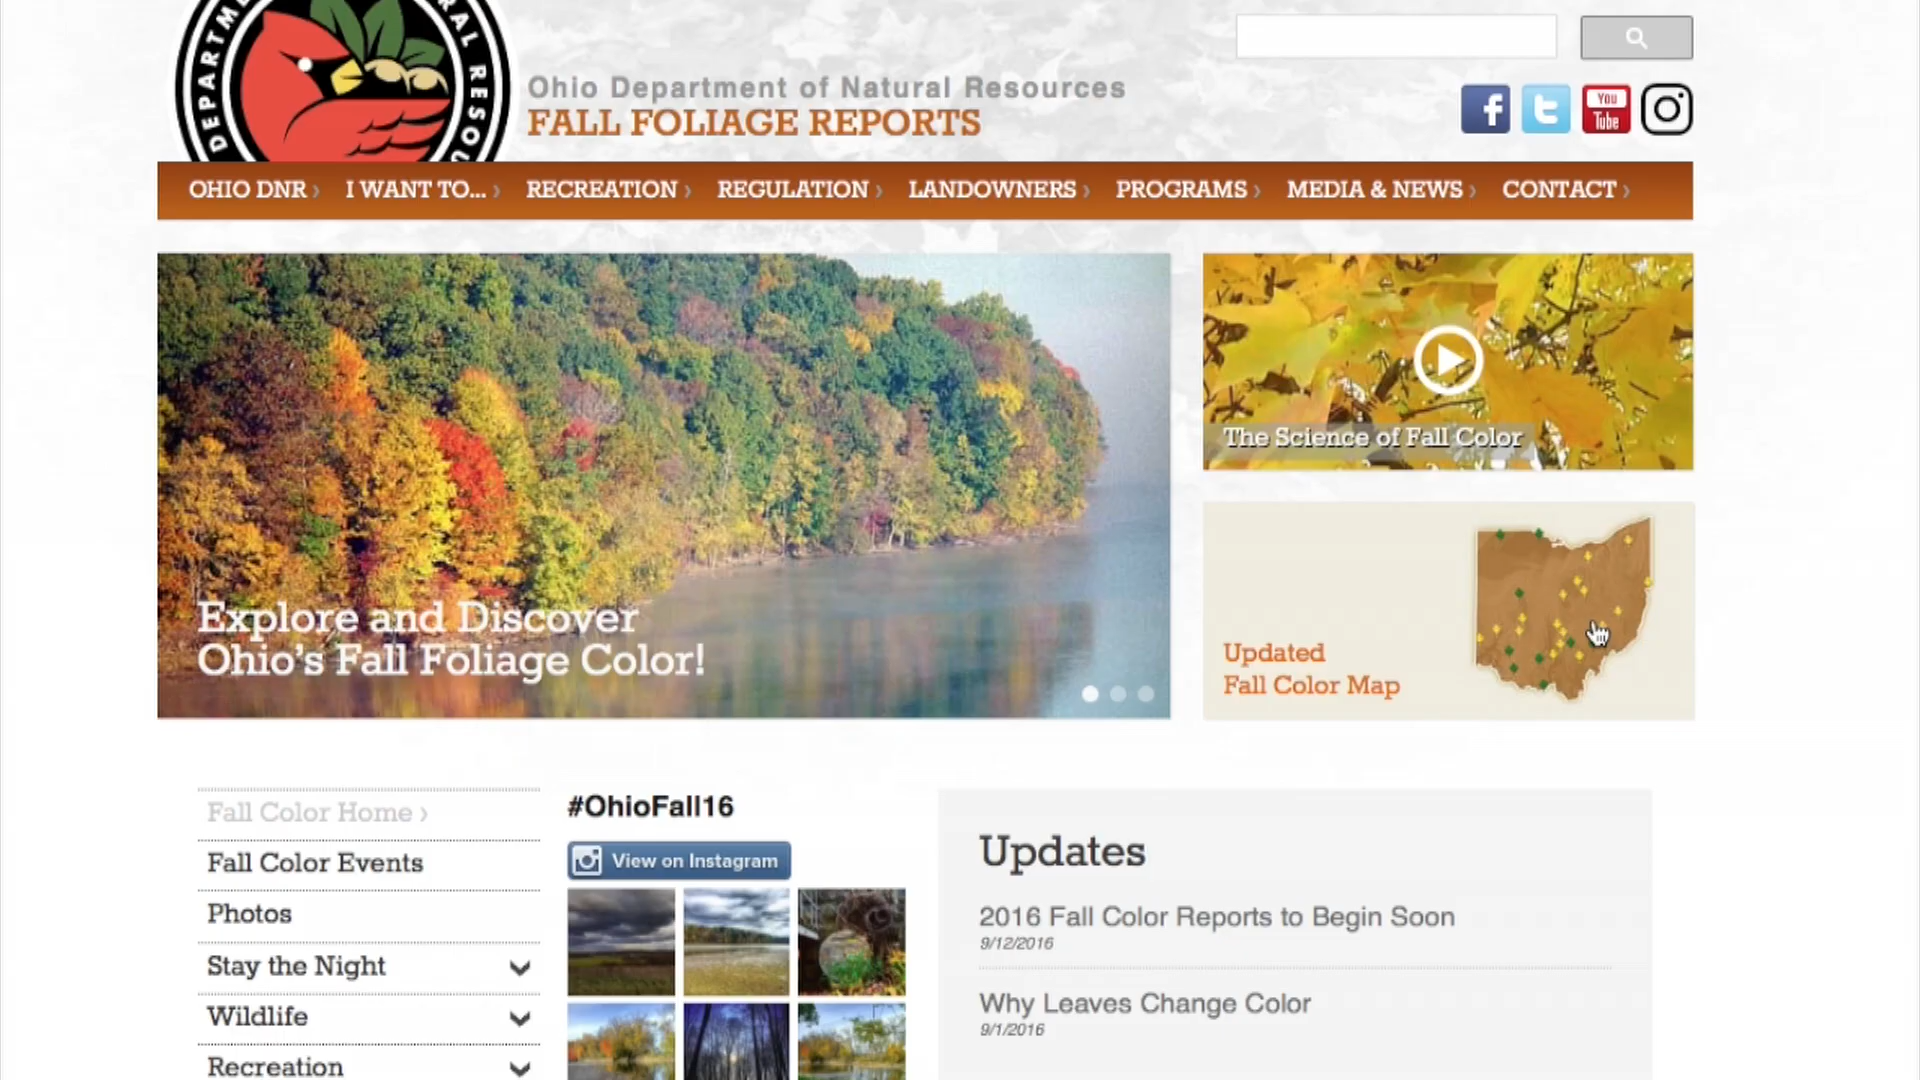 DEPARTM
RAL RESOU
Ohio Department of Natural Resources
FALL FOLIAGE REPORTS
f
t
You
Tube
OHIO DNR › I WANT TO... › RECREATION › REGULATION › LANDOWNERS › PROGRAMS › MEDIA & NEWS › CONTACT ›
Explore and Discover
Ohio's Fall Foliage Color!
The Science of Fall Color
Updated
Fall Color Map
Fall Color Home ›
Fall Color Events
Photos
Stay the Night
Wildlife
Recreation
#OhioFall16
View on Instagram
Updates
2016 Fall Color Reports to Begin Soon
9/12/2016
Why Leaves Change Color
9/1/2016